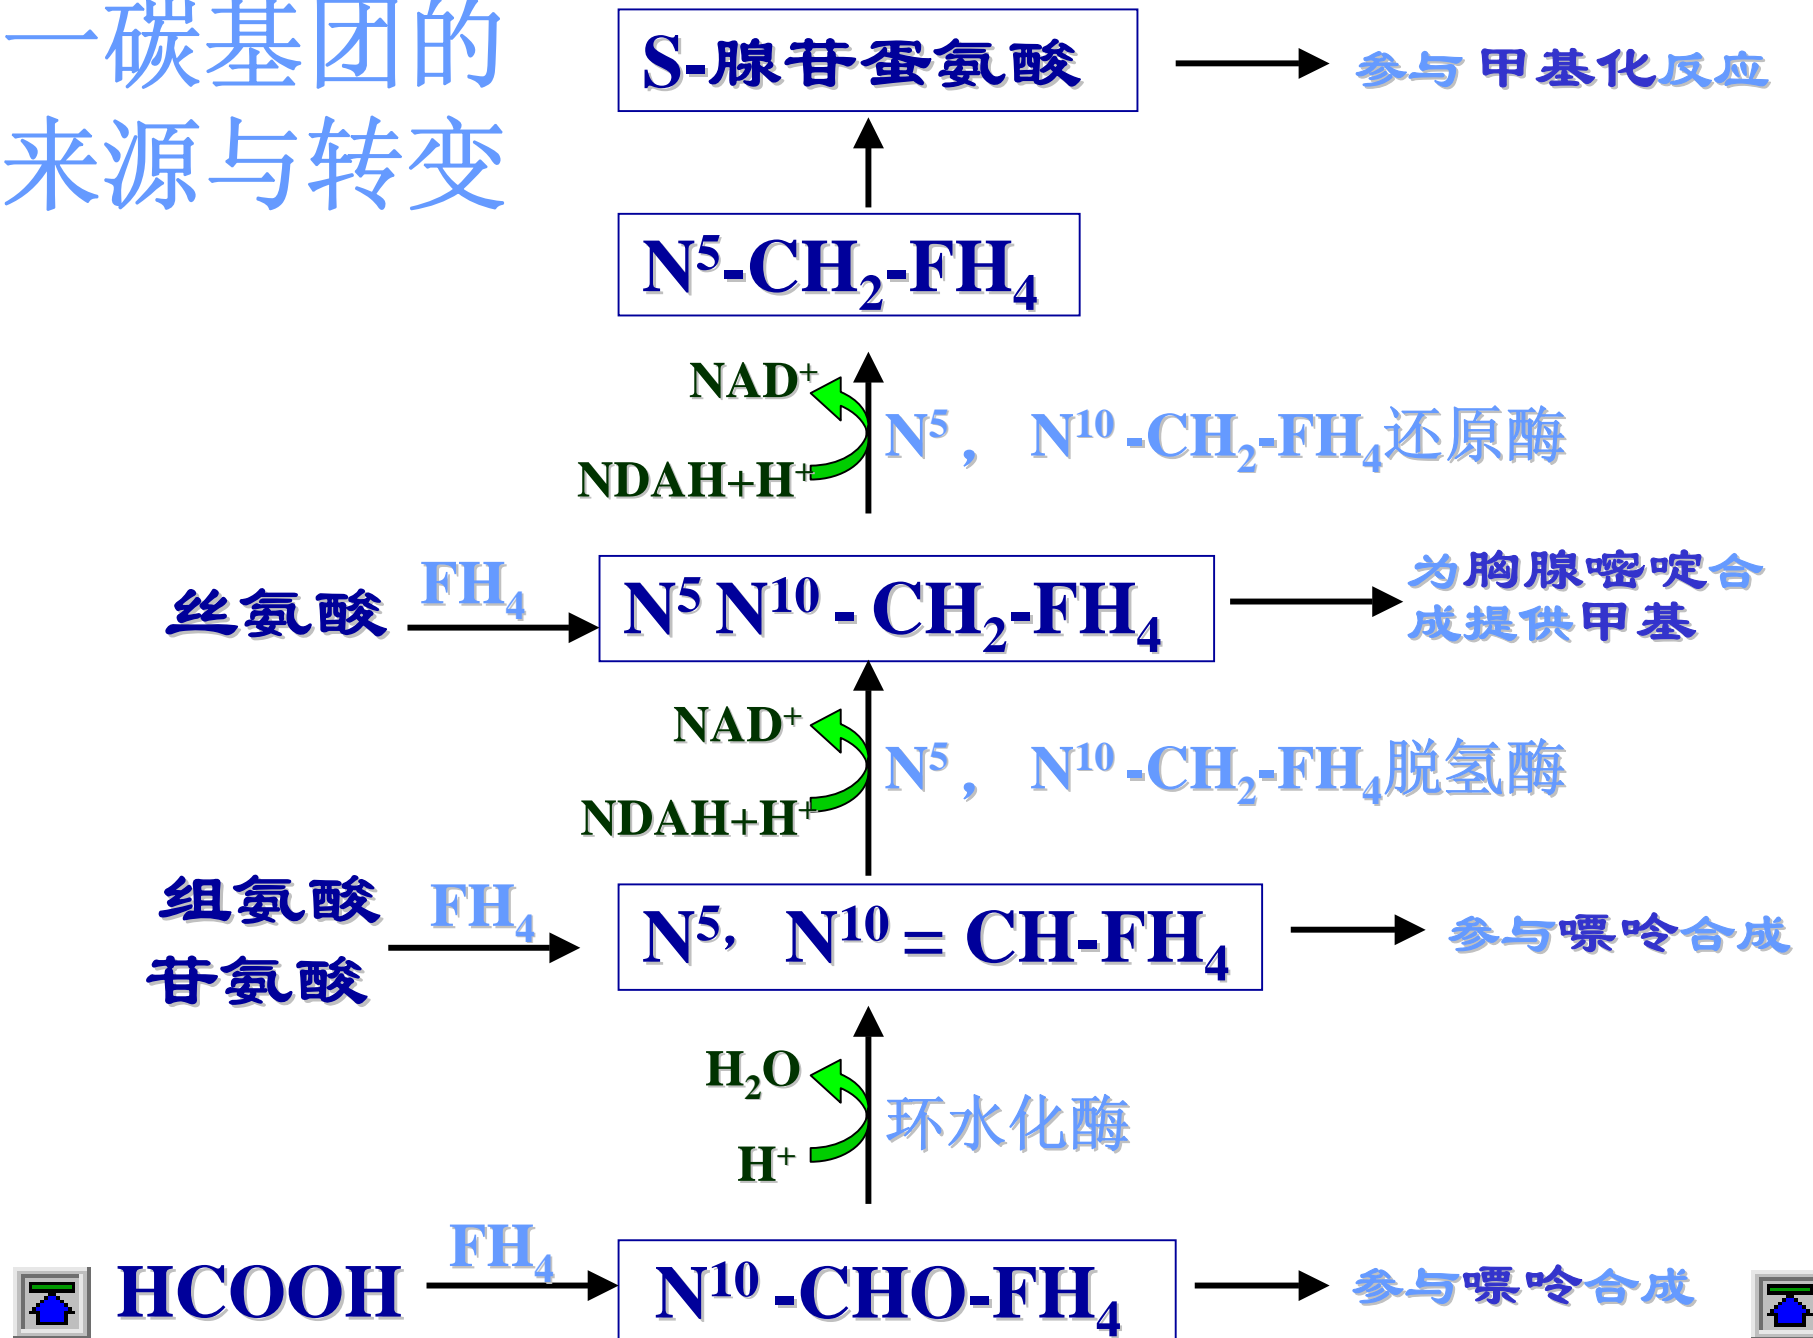 一碳基团的
来源与转变
S-腺苷蛋氨酸
参与 甲基化反应
N⁵-CH₂-FH₄
NAD⁺
N⁵ ， N¹⁰ -CH₂-FH₄还原酶
NDAH+H⁺
丝氨酸
FH₄
N⁵ N¹⁰ - CH₂-FH₄
为胸腺嘧啶合
成提供甲基
NAD⁺
N⁵ ， N¹⁰ -CH₂-FH₄脱氢酶
NDAH+H⁺
组氨酸
苷氨酸
FH₄
N⁵， N¹⁰ = CH-FH₄
参与嘌呤合成
H₂O
环水化酶
H⁺
HCOOH
FH₄
N¹⁰ -CHO-FH₄
参与嘌呤合成